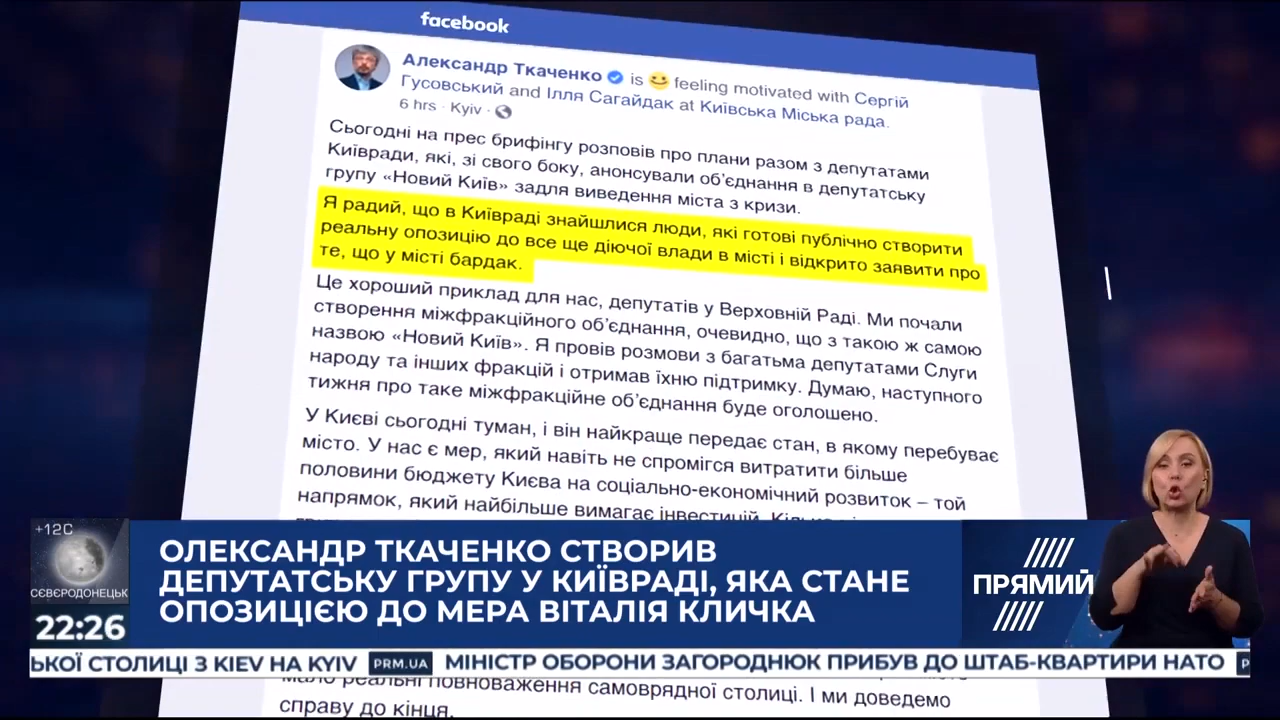 facebook
Александр Ткаченко is feeling motivated with Сергій
Гусовський and Ілля Сагайдак at Київська Міська рада.
6 hrs · Kyiv ·
Сьогодні на прес брифінгу розповів про плани разом з депутатами
Київради, які, зі свого боку, анонсували об’єднання в депутатську
групу «Новий Київ» задля виведення міста з кризи.
Я радий, що в Київраді знайшлися люди, які готові публічно створити
реальну опозицію до все ще діючої влади в місті і відкрито заявити про
те, що у місті бардак.
Це хороший приклад для нас, депутатів у Верховній Раді. Ми почали
створення міжфракційного об’єднання, очевидно, що з такою ж самою
назвою «Новий Київ». Я провів розмови з багатьма депутатами Слуги
народу та інших фракцій і отримав їхню підтримку. Думаю, наступного
тижня про таке міжфракційне об’єднання буде оголошено.
У Києві сьогодні туман, і він найкраще передає стан, в якому перебуває
місто. У нас є мер, який навіть не спромігся витратити більше
половини бюджету Києва на соціально-економічний розвиток – той
напрямок, який найбільше вимагає інвестицій.
+12C
СЄВЄРОДОНЕЦЬК
22:26
ОЛЕКСАНДР ТКАЧЕНКО СТВОРИВ
ДЕПУТАТСЬКУ ГРУПУ У КИЇВРАДІ, ЯКА СТАНЕ
ОПОЗИЦІЄЮ ДО МЕРА ВІТАЛІЯ КЛИЧКА
ПРЯМИЙ
ЬКОЇ СТОЛИЦІ З KIEV НА KYIV PRM.UA МІНІСТР ОБОРОНИ ЗАГОРОДНЮК ПРИБУВ ДО ШТАБ-КВАРТИРИ НАТО
мало реальні повноваження самоврядної столиці. І ми доведемо
справу до кінця.